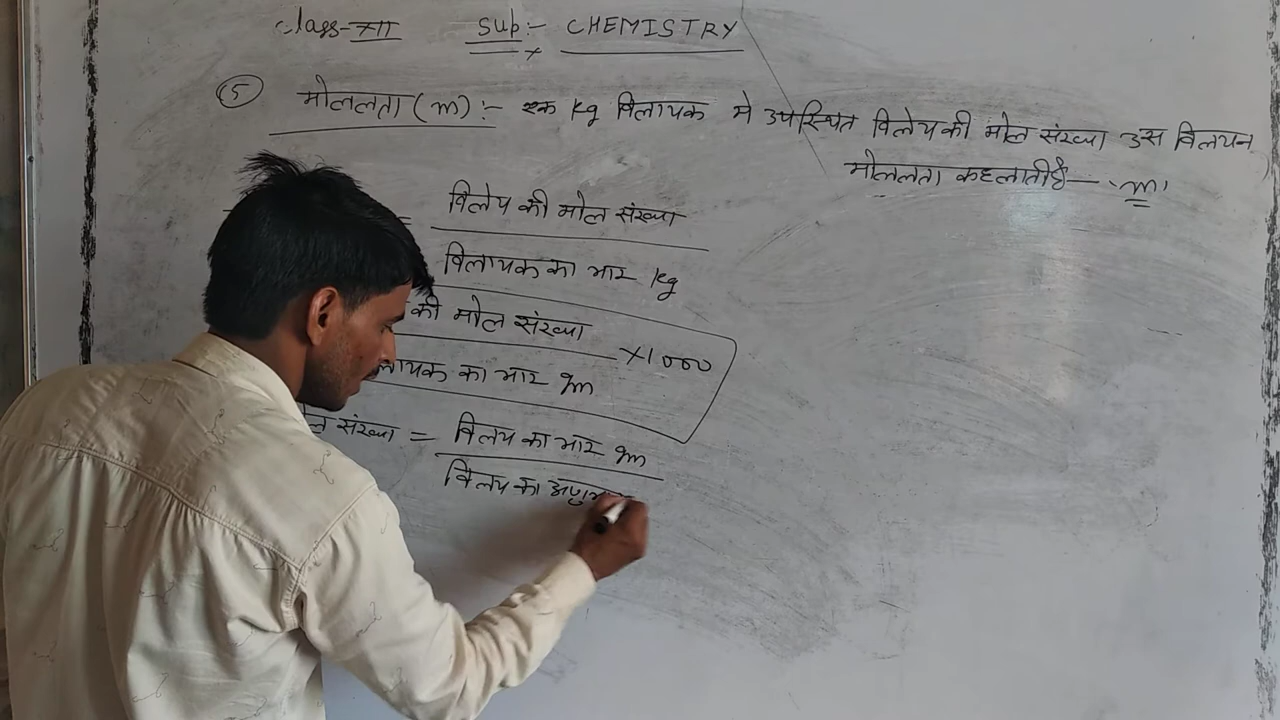 Class-XII Sub:- CHEMISTRY
5 मोललता (m):- एक kg विलायक मे उपस्थित विलेय की मोल संख्या उस विलयन
मोललता कहलाती है — 'm'
= विलेय की मोल संख्या
विलायक का भार kg
की मोल संख्या ×1000
लायक का भार gm
संख्या = विलेय का भार gm
विलेय का